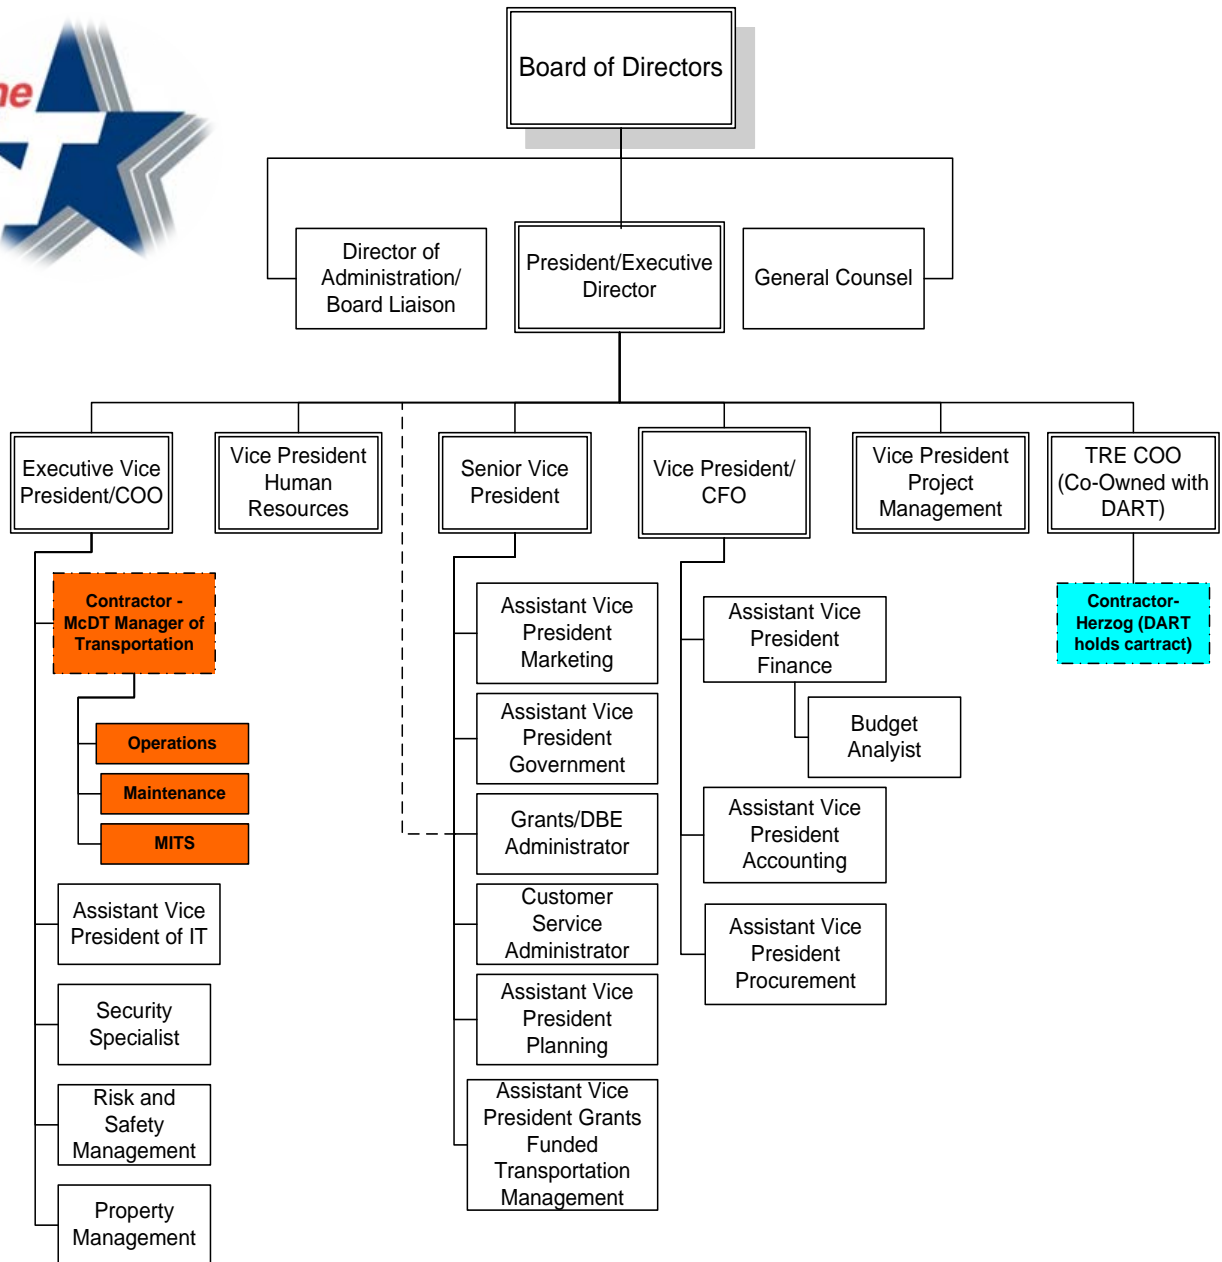 he
T
Board of Directors
Director of
Administration/
Board Liaison
President/Executive
Director
General Counsel
Executive Vice
President/COO
Vice President
Human
Resources
Senior Vice
President
Vice President/
CFO
Vice President
Project
Management
TRE COO
(Co-Owned with
DART)
Contractor -
McDT Manager of
Transportation
Operations
Maintenance
MITS
Assistant Vice
President of IT
Security
Specialist
Risk and
Safety
Management
Property
Management
Assistant Vice
President
Marketing
Assistant Vice
President
Government
Grants/DBE
Administrator
Customer
Service
Administrator
Assistant Vice
President
Planning
Assistant Vice
President Grants
Funded
Transportation
Management
Assistant Vice
President
Finance
Budget
Analyist
Assistant Vice
President
Accounting
Assistant Vice
President
Procurement
Contractor-
Herzog (DART
holds cartract)